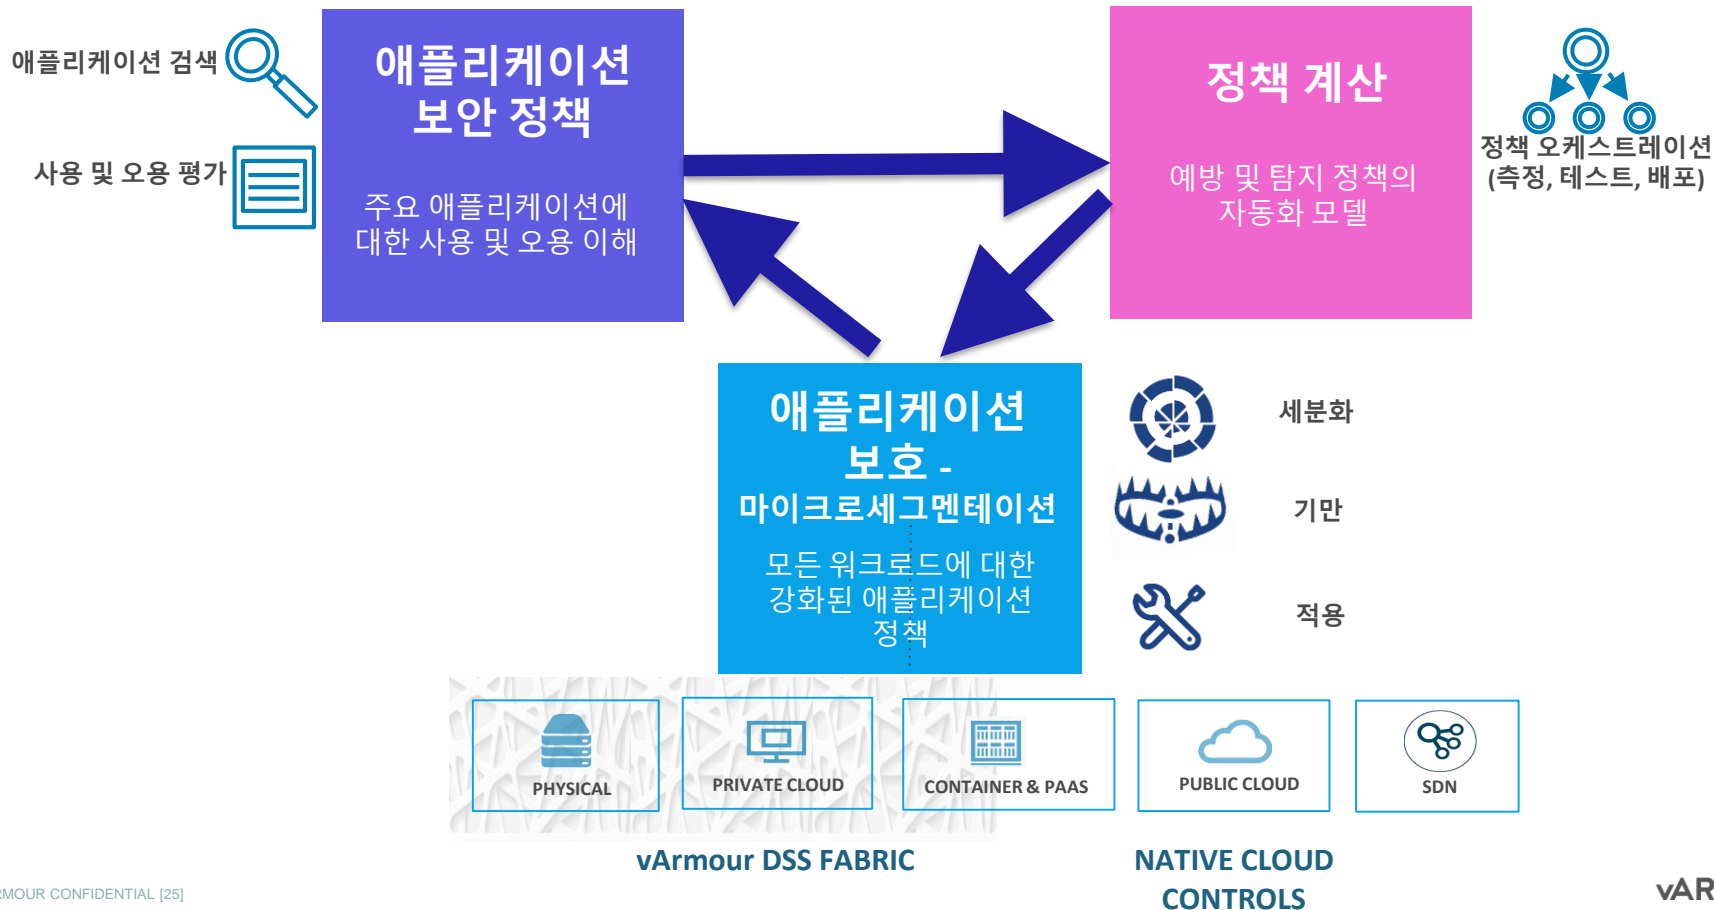 애플리케이션 검색
사용 및 오용 평가
애플리케이션
보안 정책
주요 애플리케이션에
대한 사용 및 오용 이해
정책 계산
예방 및 탐지 정책의
자동화 모델
정책 오케스트레이션
(측정, 테스트, 배포)
애플리케이션
보호 -
마이크로세그멘테이션
모든 워크로드에 대한
강화된 애플리케이션
정책
세분화
기만
적용
PHYSICAL
PRIVATE CLOUD
CONTAINER & PAAS
PUBLIC CLOUD
SDN
vArmour DSS FABRIC
NATIVE CLOUD
CONTROLS
RMOUR CONFIDENTIAL [25]
vAR